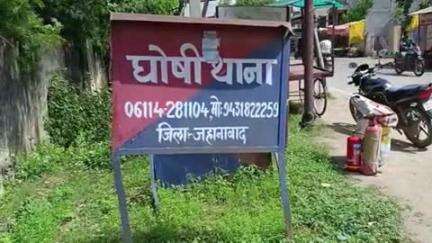 घोषी थाना
06114-281104, मो:-9431822259
जिला-जहानाबाद